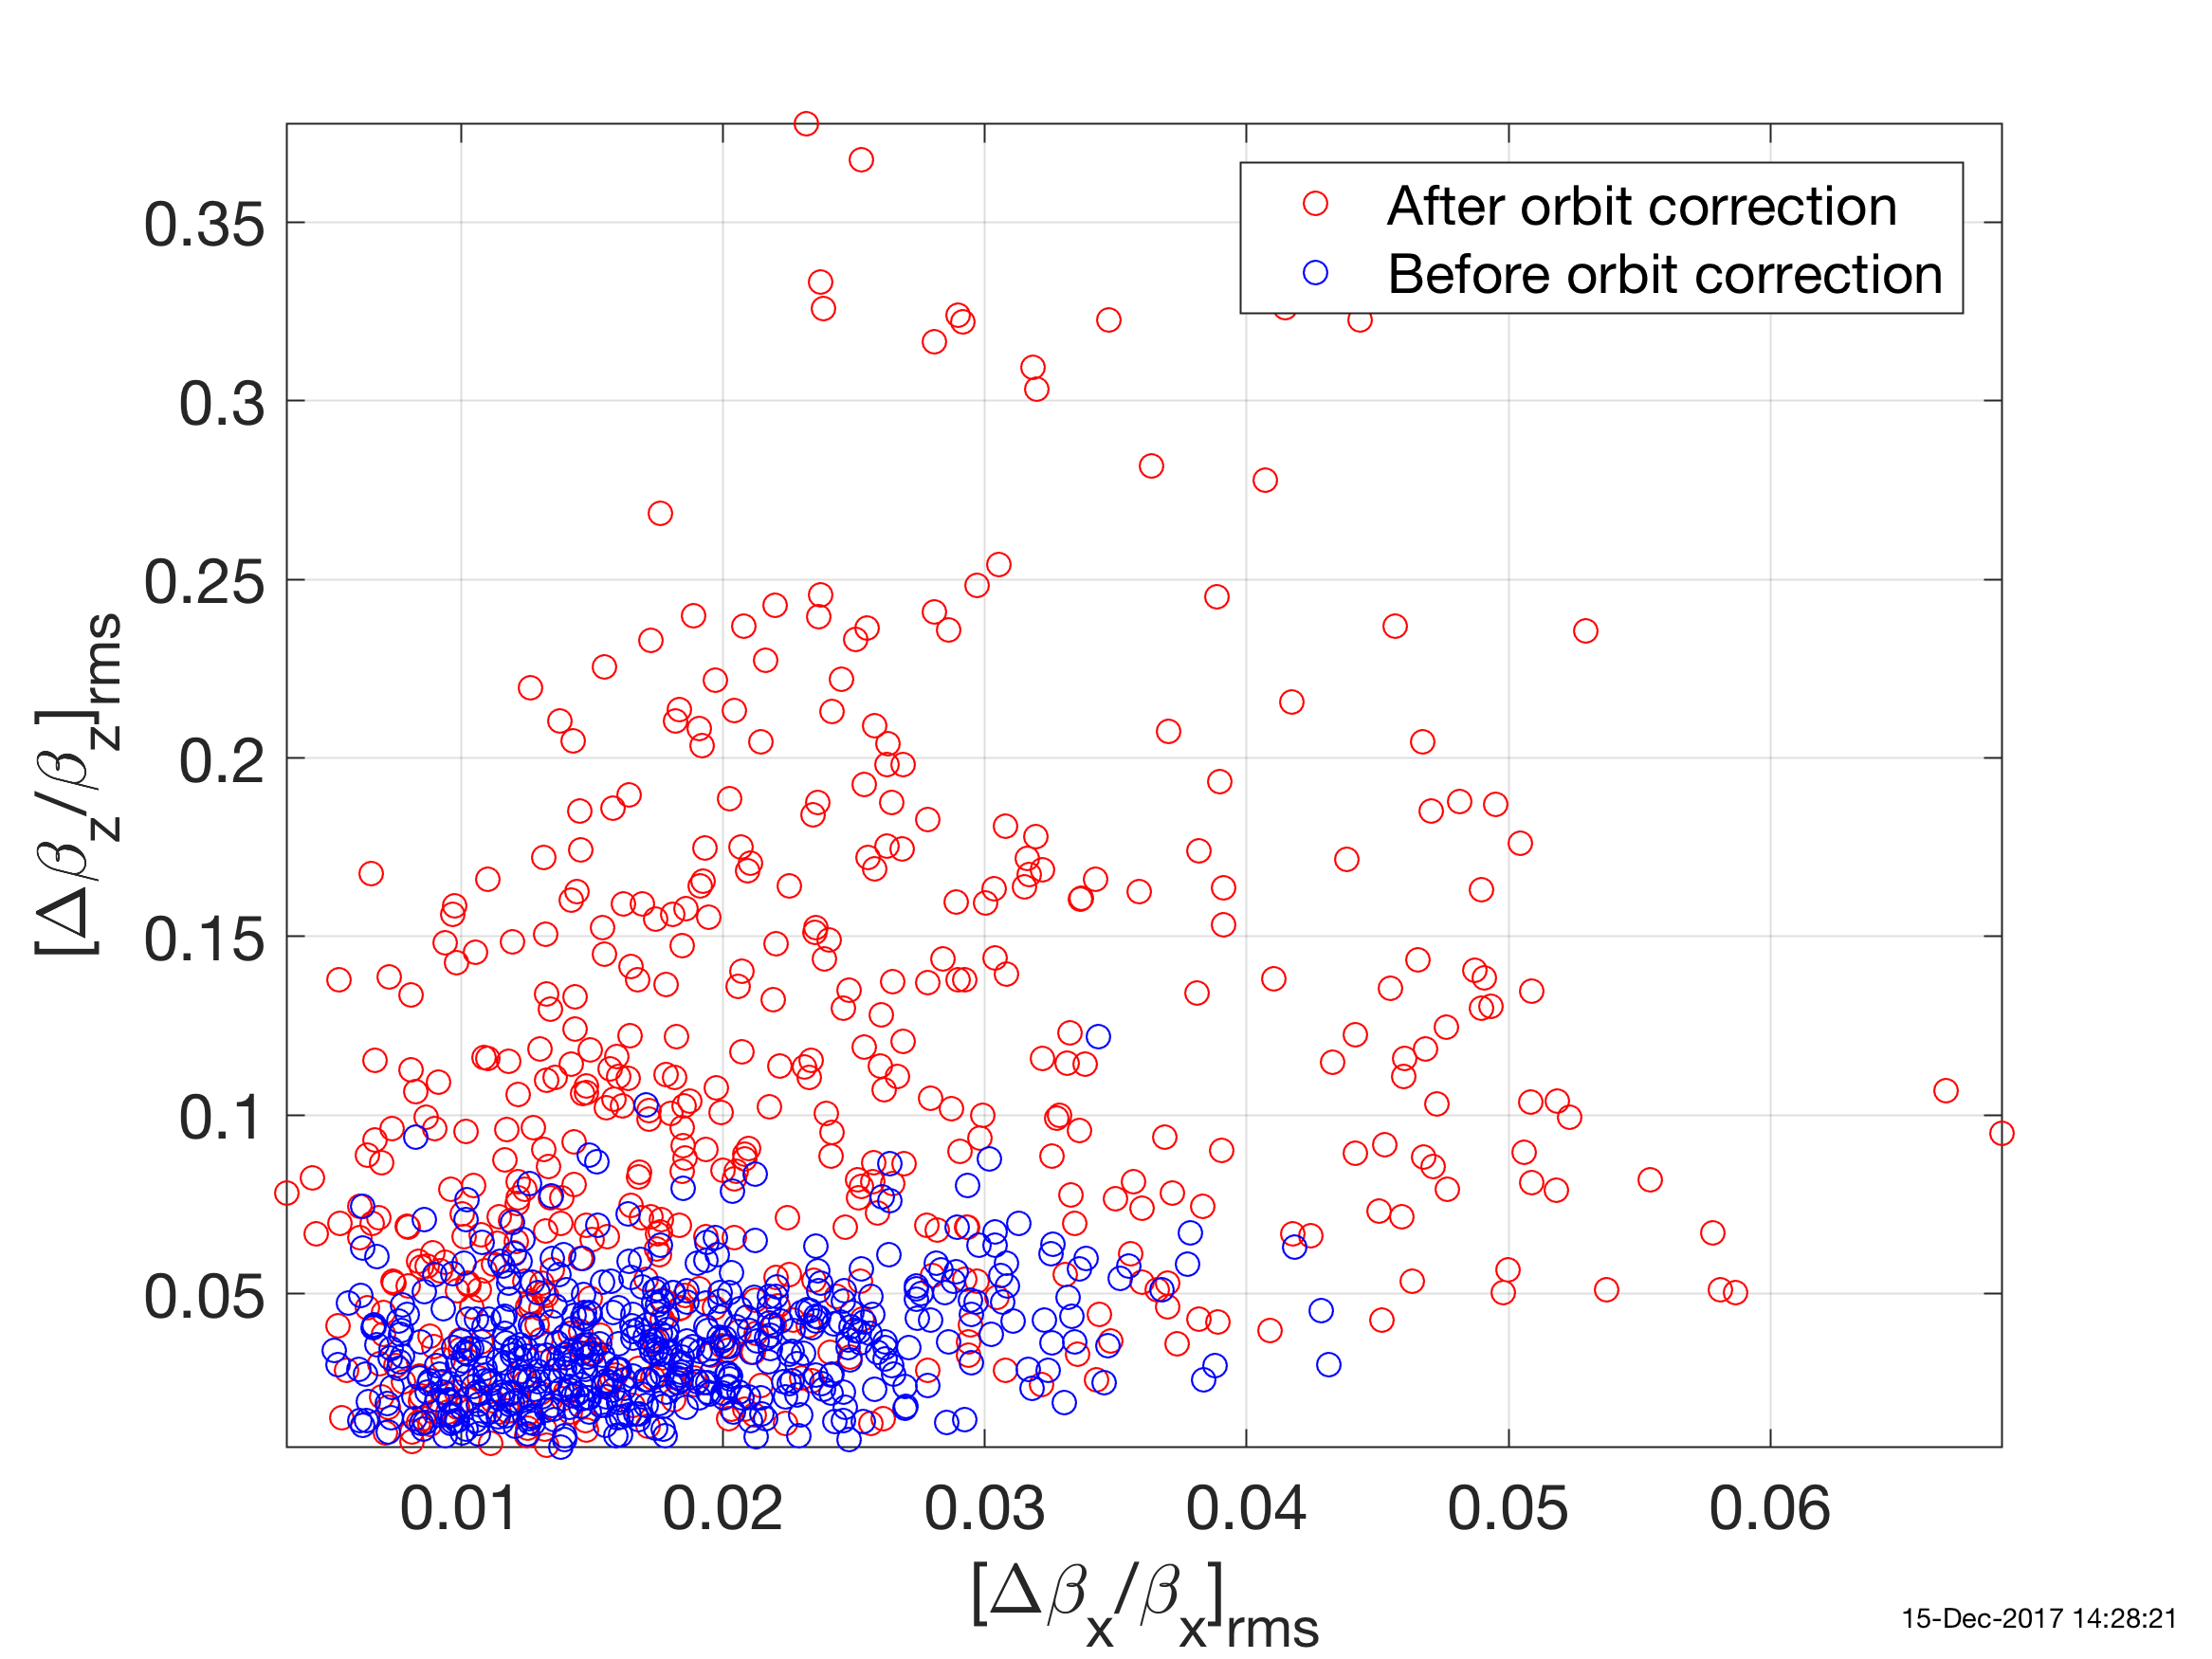 After orbit correction
Before orbit correction
0.35
0.3
0.25
0.2
0.15
0.1
0.05
[Δβz/βz]rms
0.01 0.02 0.03 0.04 0.05 0.06
[Δβx/βx]rms
15-Dec-2017 14:28:21